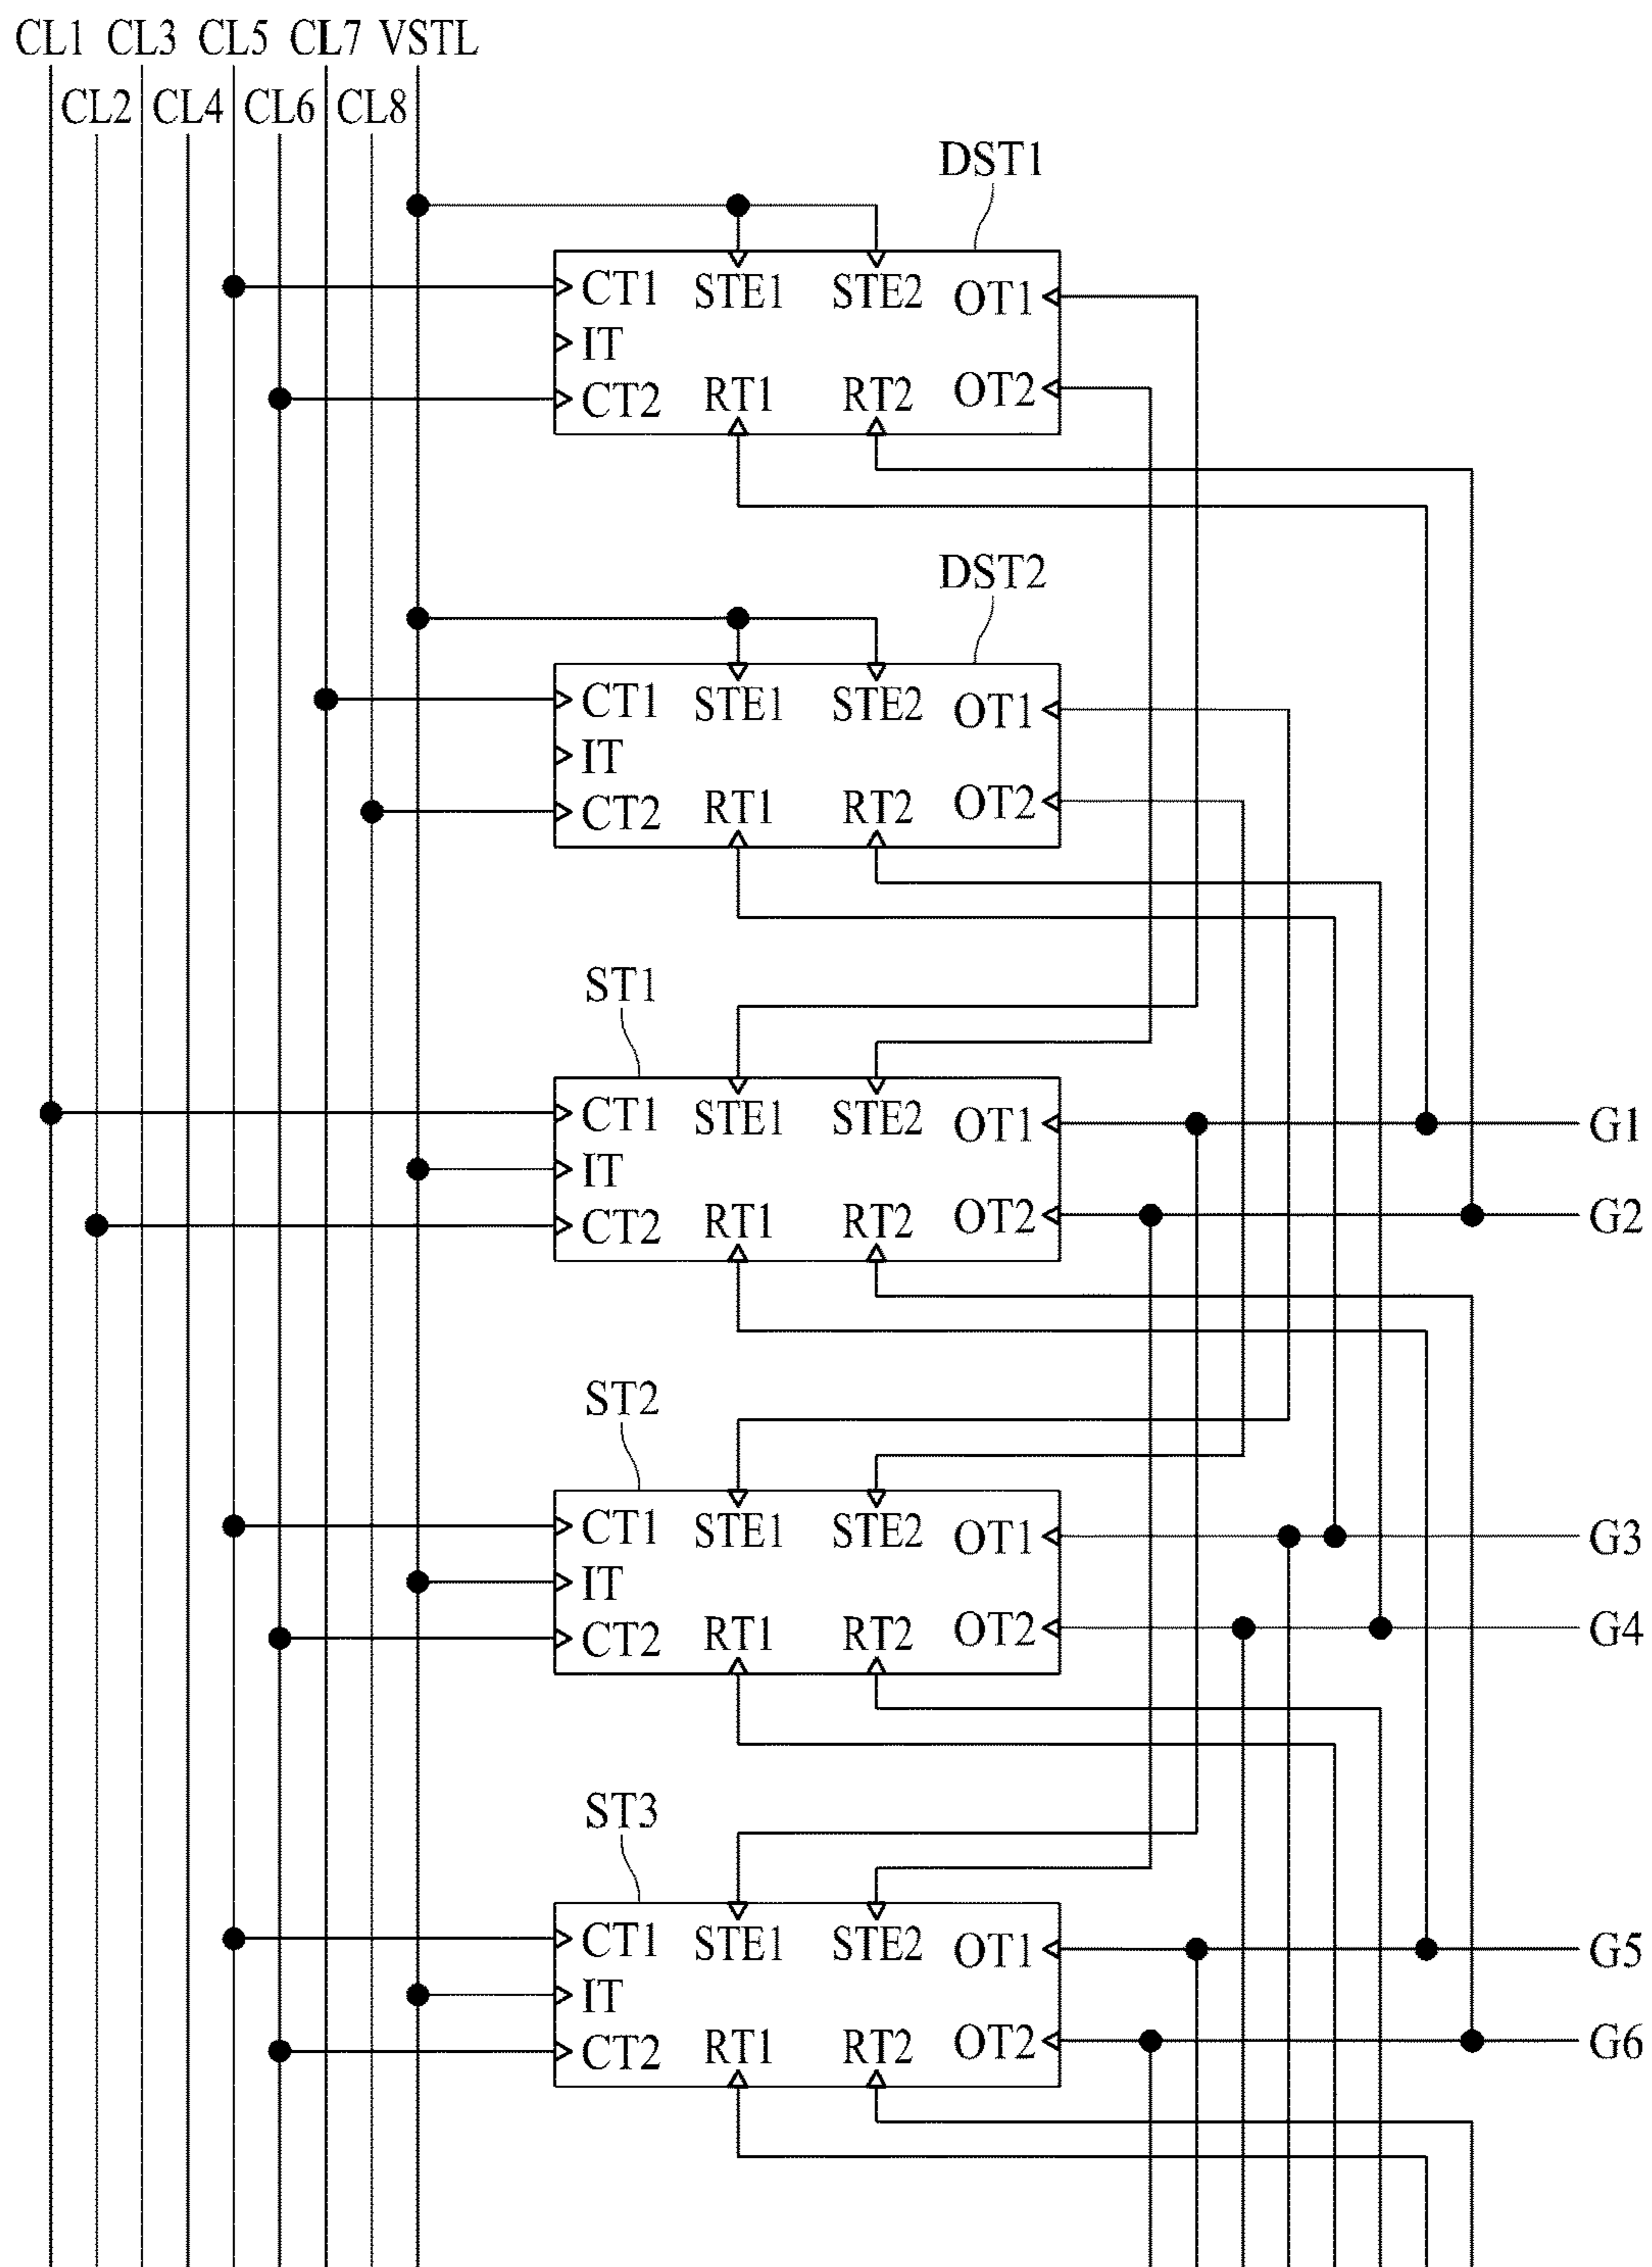 CL1 CL3 CL5 CL7 VSTL
CL2 CL4 CL6 CL8
DST1
CT1 STE1 STE2 OT1
IT
CT2 RT1 RT2 OT2
DST2
CT1 STE1 STE2 OT1
IT
CT2 RT1 RT2 OT2
ST1
CT1 STE1 STE2 OT1 G1
IT
CT2 RT1 RT2 OT2 G2
ST2
CT1 STE1 STE2 OT1 G3
IT
CT2 RT1 RT2 OT2 G4
ST3
CT1 STE1 STE2 OT1 G5
IT
CT2 RT1 RT2 OT2 G6